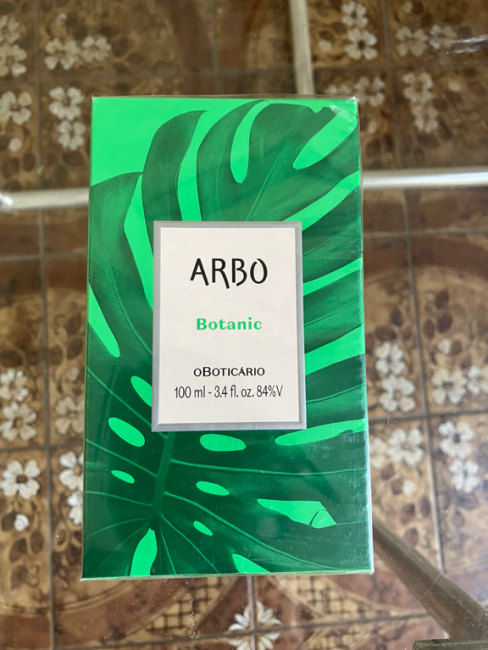 ARBO
Botanic
oBOTICÁRIO
100 ml - 3.4 fl. oz. 84%V